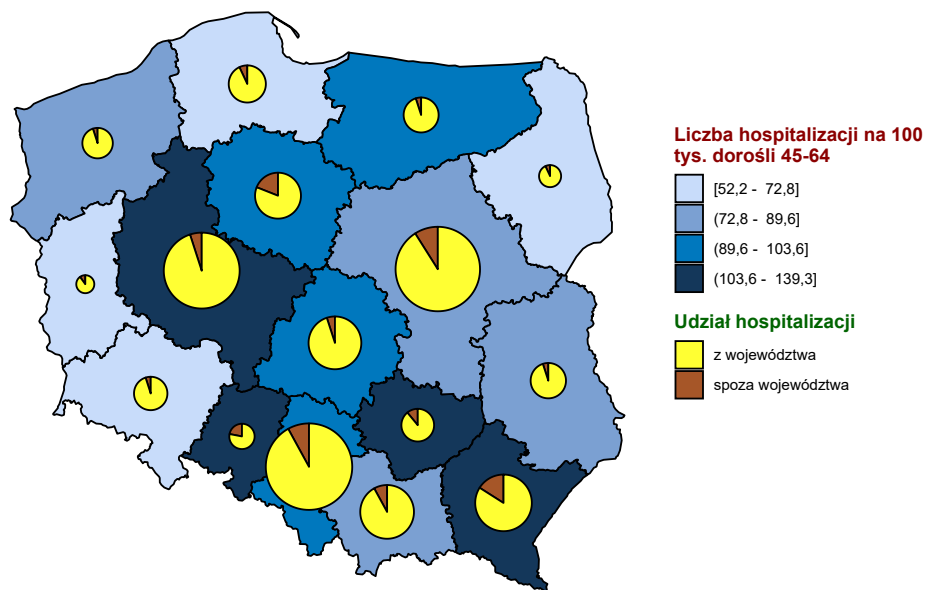 Liczba hospitalizacji na 100
tys. dorośli 45-64
[52,2 - 72,8]
(72,8 - 89,6]
(89,6 - 103,6]
(103,6 - 139,3]
Udział hospitalizacji
z województwa
spoza województwa